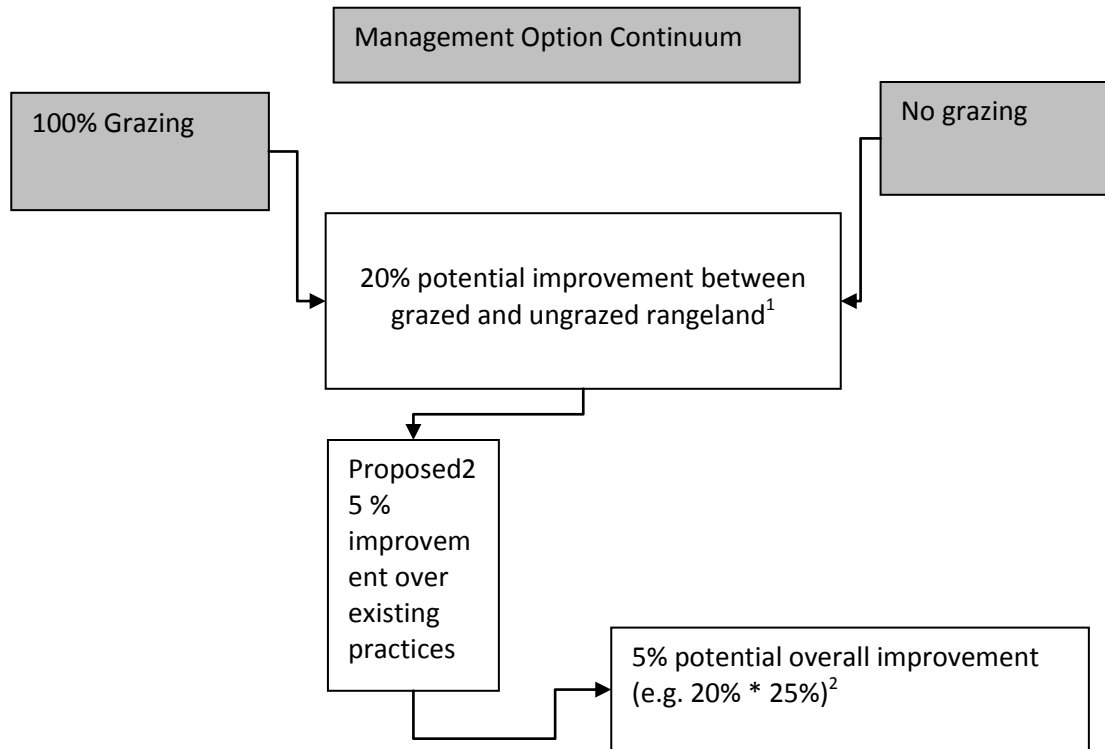 Management Option Continuum
100% Grazing
No grazing
20% potential improvement between
grazed and ungrazed rangeland¹
Proposed2
5 %
improvem
ent over
existing
practices
5% potential overall improvement
(e.g. 20% * 25%)²